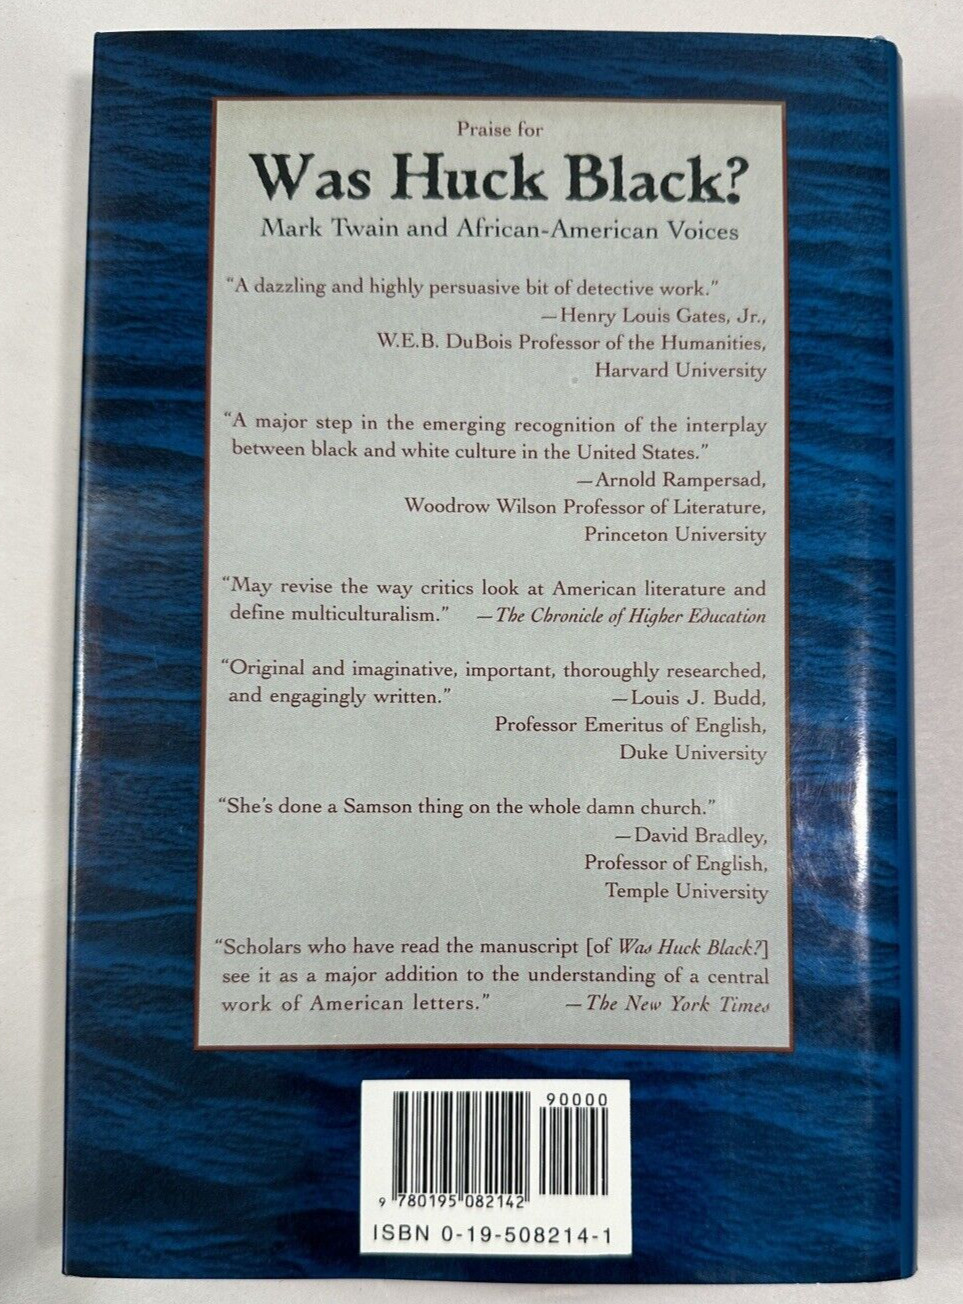 Praise for
Was Huck Black?
Mark Twain and African-American Voices
“A dazzling and highly persuasive bit of detective work.”
—Henry Louis Gates, Jr.,
W.E.B. DuBois Professor of the Humanities,
Harvard University
“A major step in the emerging recognition of the interplay
between black and white culture in the United States.”
—Arnold Rampersad,
Woodrow Wilson Professor of Literature,
Princeton University
“May revise the way critics look at American literature and
define multiculturalism.” —The Chronicle of Higher Education
“Original and imaginative, important, thoroughly researched,
and engagingly written.” —Louis J. Budd,
Professor Emeritus of English,
Duke University
“She’s done a Samson thing on the whole damn church.”
—David Bradley,
Professor of English,
Temple University
“Scholars who have read the manuscript [of Was Huck Black?]
see it as a major addition to the understanding of a central
work of American letters.” —The New York Times
90000
9 780195 082142
ISBN 0-19-508214-1